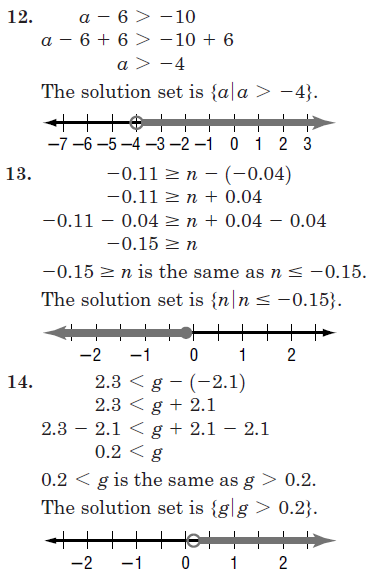 12. a − 6 > −10
a − 6 + 6 > −10 + 6
a > −4
The solution set is {a|a > −4}.
−7 −6 −5 −4 −3 −2 −1 0 1 2 3
13. −0.11 ≥ n − (−0.04)
−0.11 ≥ n + 0.04
−0.11 − 0.04 ≥ n + 0.04 − 0.04
−0.15 ≥ n
−0.15 ≥ n is the same as n ≤ −0.15.
The solution set is {n|n ≤ −0.15}.
−2 −1 0 1 2
14. 2.3 < g − (−2.1)
2.3 < g + 2.1
2.3 − 2.1 < g + 2.1 − 2.1
0.2 < g
0.2 < g is the same as g > 0.2.
The solution set is {g|g > 0.2}.
−2 −1 0 1 2